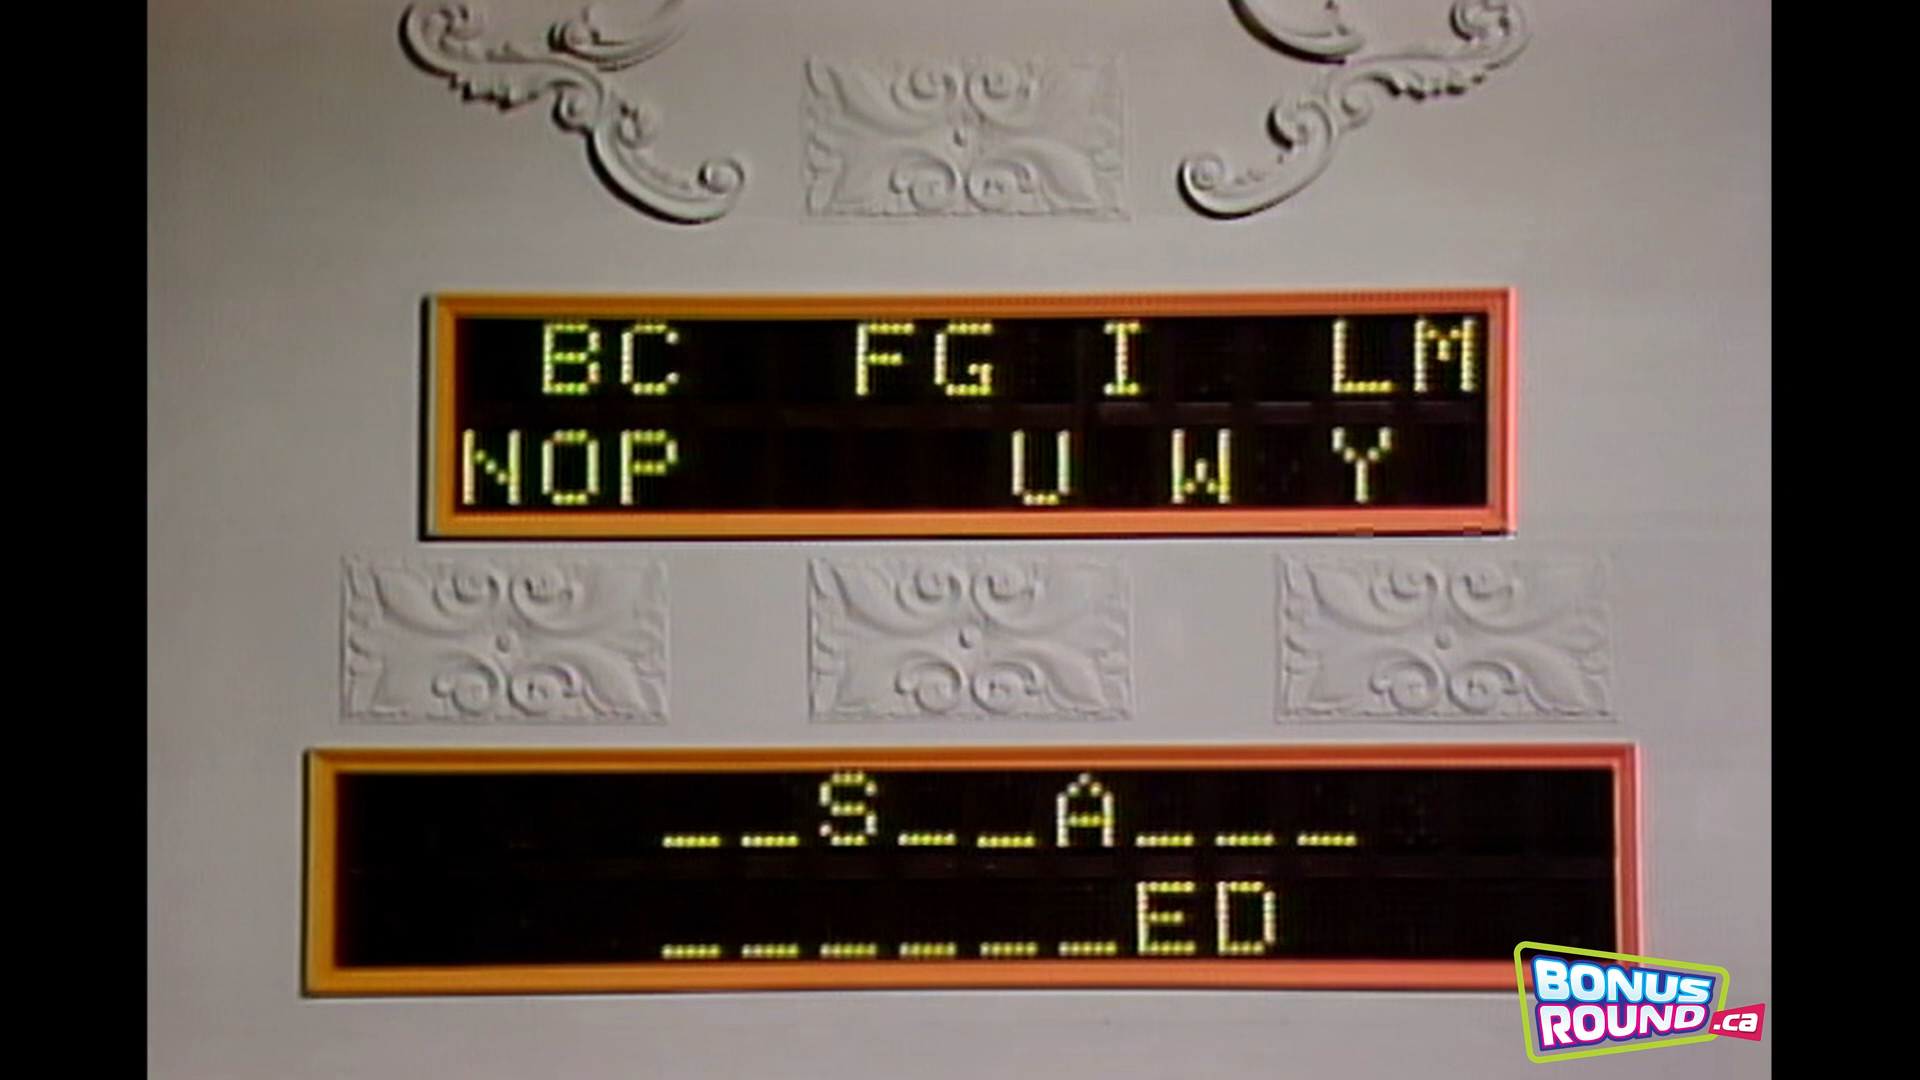 BC FG I LM
NOP U W Y
__S__A___
______ED
BONUS
ROUND.ca